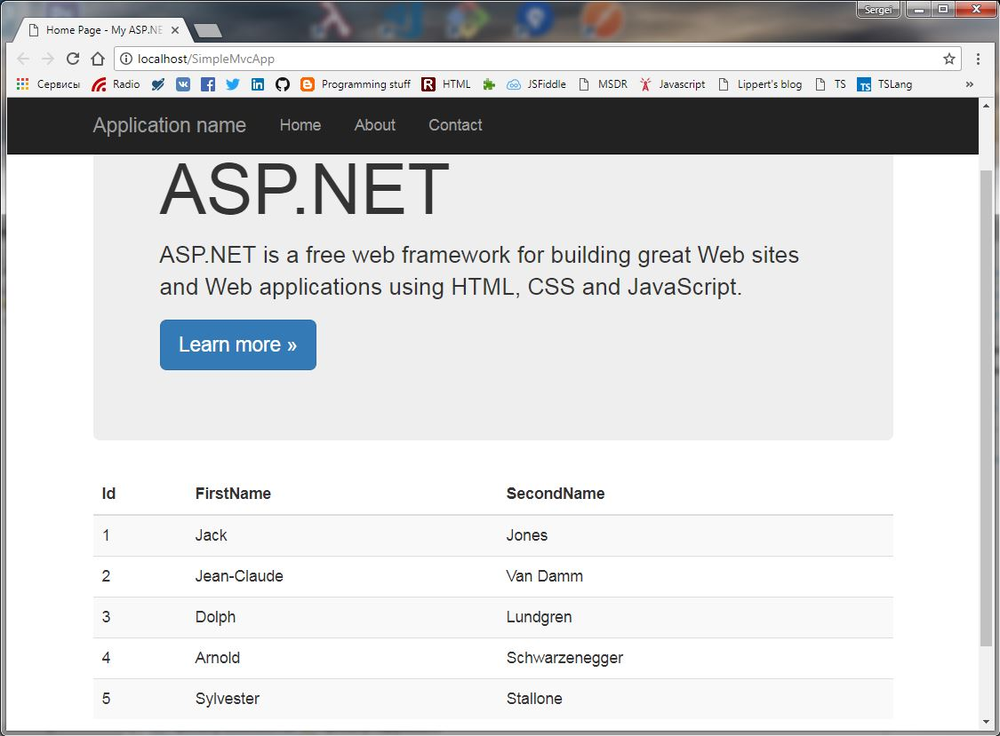 Sergei
Home Page - My ASP.NE
localhost/SimpleMvcApp
Сервисы Radio Programming stuff R HTML JSFiddle MSDR Javascript Lippert's blog TS TS TSLang »
Application name Home About Contact
ASP.NET
ASP.NET is a free web framework for building great Web sites
and Web applications using HTML, CSS and JavaScript.
Learn more »
Id FirstName SecondName
1 Jack Jones
2 Jean-Claude Van Damm
3 Dolph Lundgren
4 Arnold Schwarzenegger
5 Sylvester Stallone